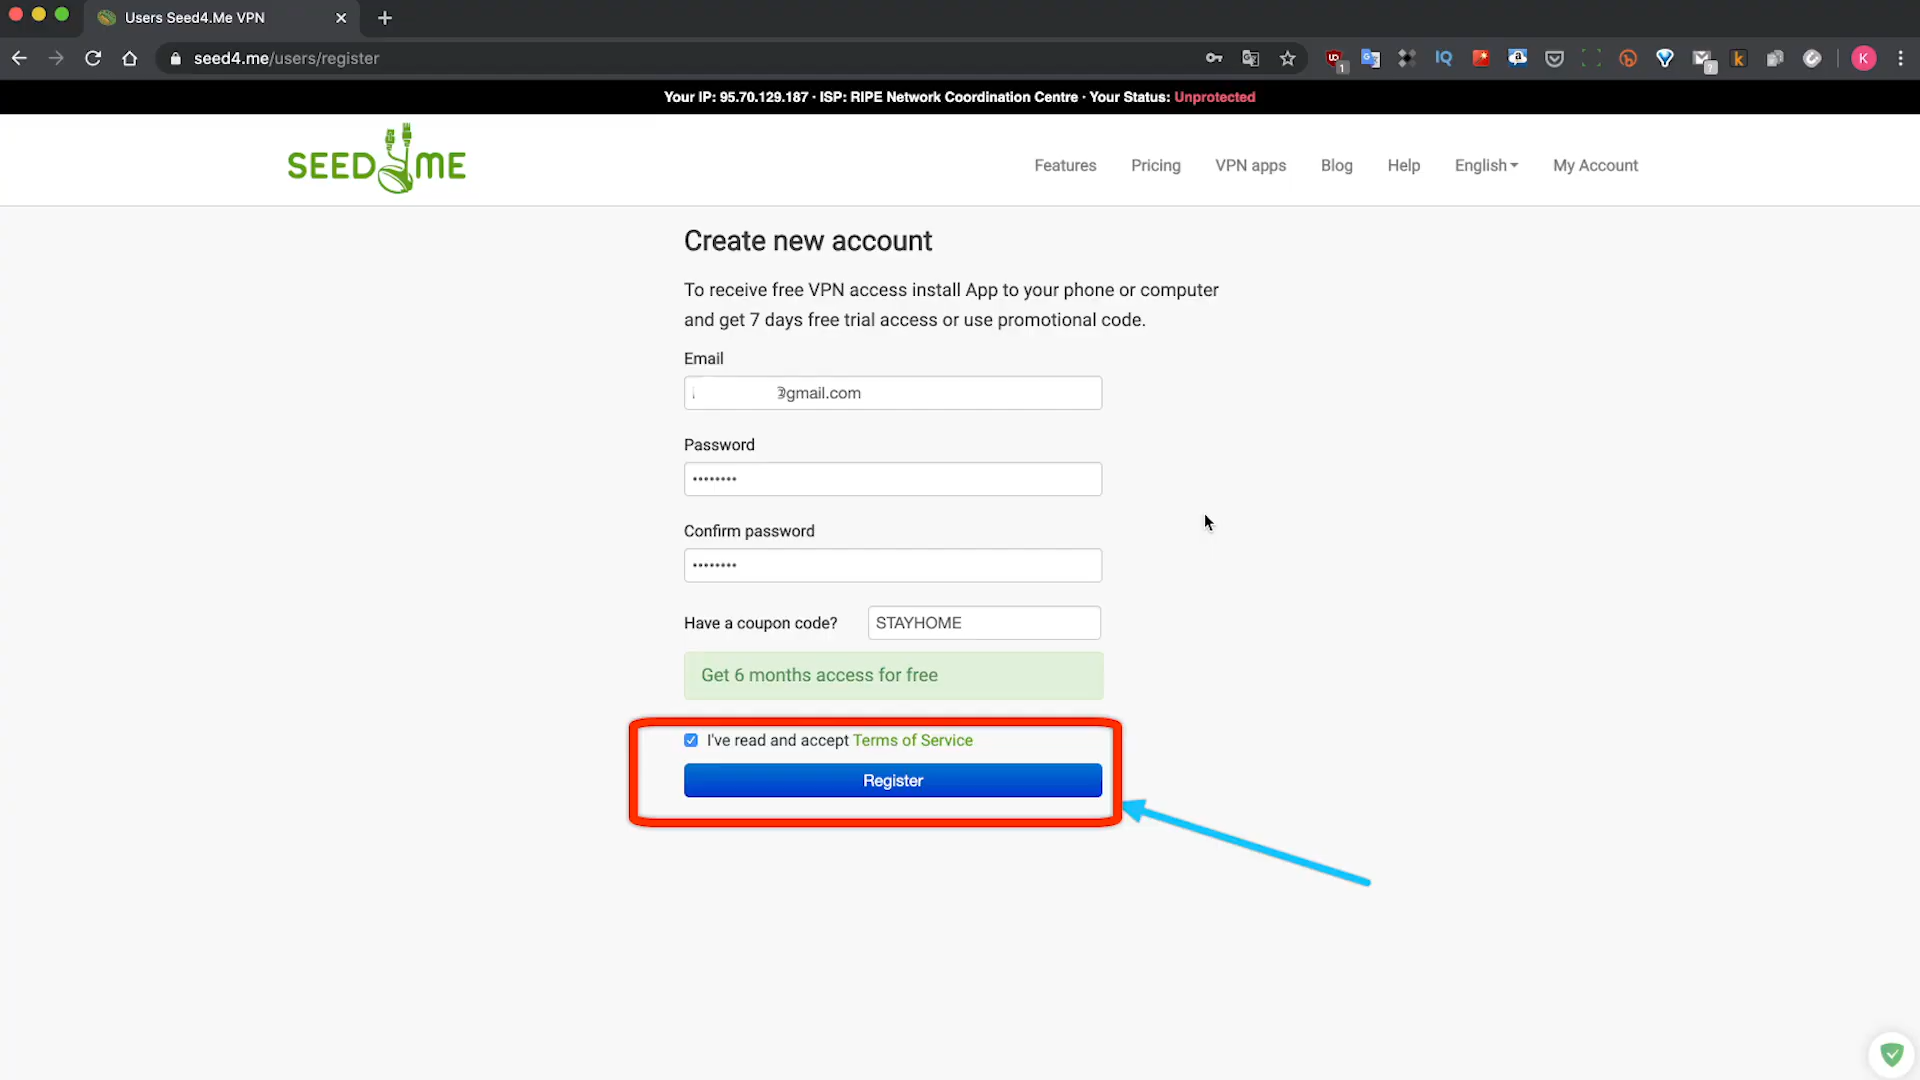 Users Seed4.Me VPN
seed4.me/users/register
Your IP: 95.70.129.187 · ISP: RIPE Network Coordination Centre · Your Status: Unprotected
SEED4ME
Features
Pricing
VPN apps
Blog
Help
English
My Account
Create new account
To receive free VPN access install App to your phone or computer
and get 7 days free trial access or use promotional code.
Email
@gmail.com
Password
••••••••
Confirm password
••••••••
Have a coupon code?
STAYHOME
Get 6 months access for free
I've read and accept Terms of Service
Register